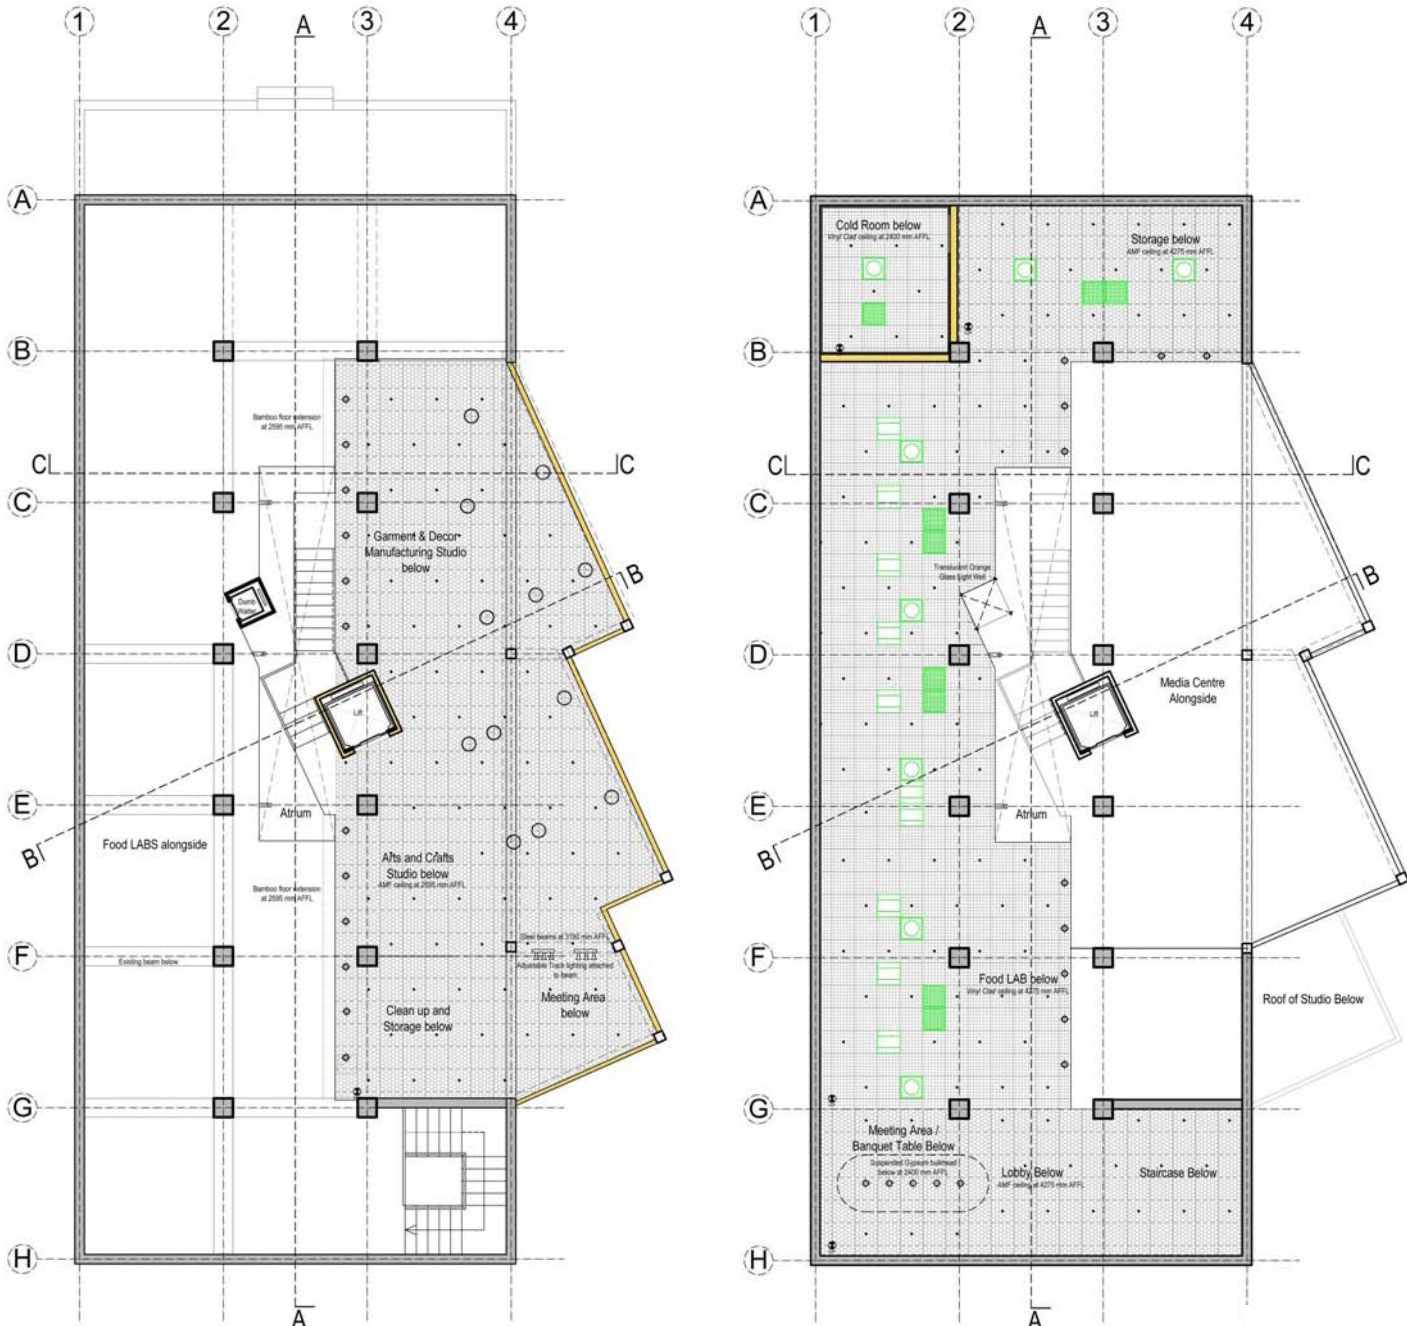 1 2 A 3 4
A
B
Bamboo floor extension
at 2595 mm AFFL
C C
C
Garment & Decor
Manufacturing Studio
below
B
Dumb
Waiter
D
Lift
E
Atrium
B
Food LABS alongside
Arts and Crafts
Studio below
AMF ceiling at 2595 mm AFFL
Bamboo floor extension
at 2595 mm AFFL
Steel beams at 3180 mm AFFL
F
Existing beam below
Adjustable Track lighting attached
to beam.
Meeting Area
below
Clean up and
Storage below
G
H
A
1 2 A 3 4
A
Cold Room below
Vinyl Clad ceiling at 2400 mm AFFL
Storage below
AMF ceiling at 4275 mm AFFL
B
C C
C
Translucent Orange
Glass Light Well
B
D
Media Centre
Alongside
Lift
E
Atrium
B
F
Food LAB below
Vinyl Clad ceiling at 4275 mm AFFL
Roof of Studio Below
G
Meeting Area /
Banquet Table Below
Suspended Gypsum bulkhead
below at 2400 mm AFFL
Lobby Below
AMF ceiling at 4275 mm AFFL
Staircase Below
H
A